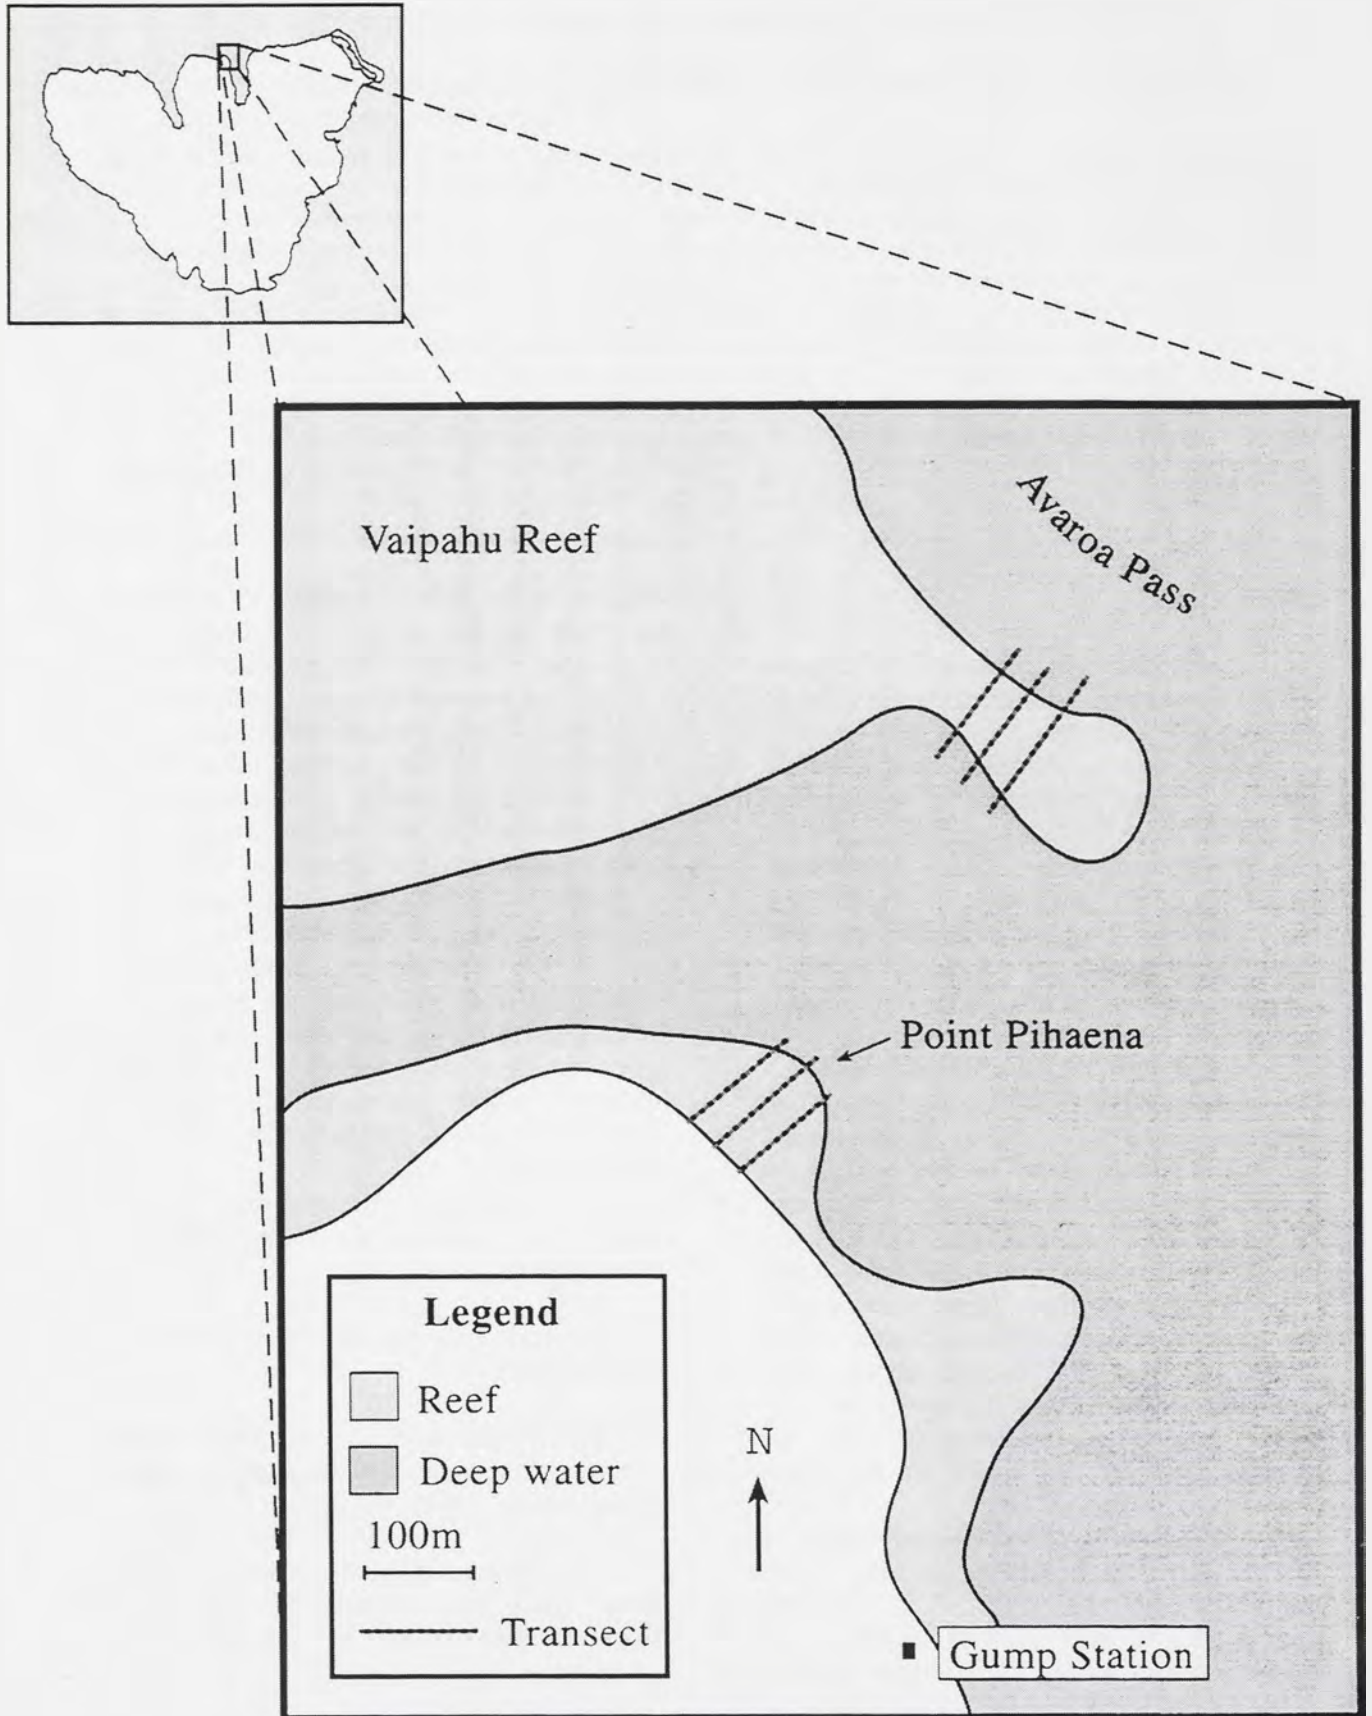 Vaipahu Reef
Avaroa Pass
Point Pihaena
Legend
Reef
Deep water
100m
Transect
N
Gump Station